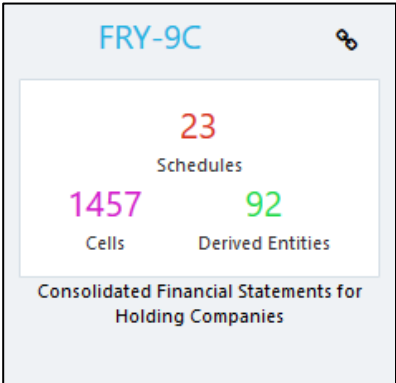 FRY-9C
23
Schedules
1457
92
Cells
Derived Entities
Consolidated Financial Statements for
Holding Companies